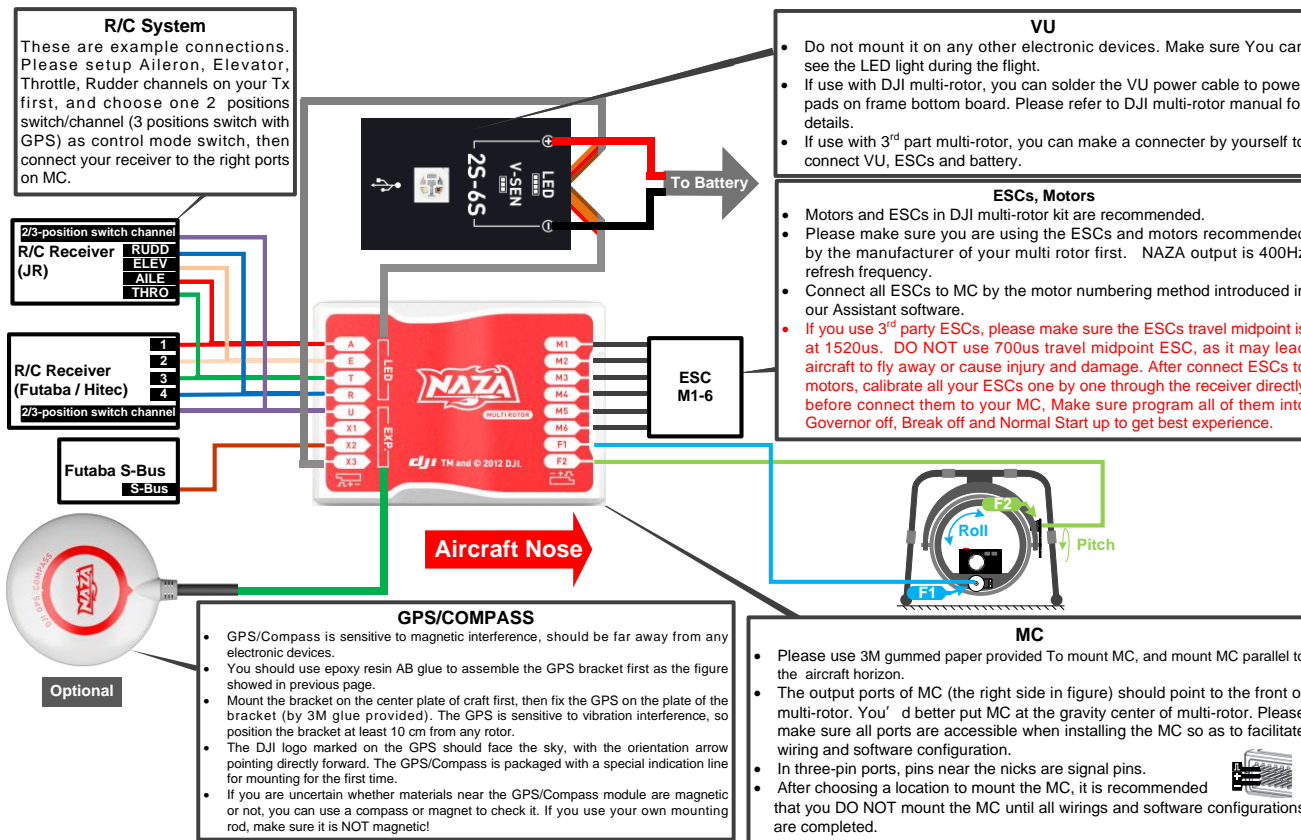 R/C System
These are example connections.
Please setup Aileron, Elevator,
Throttle, Rudder channels on your Tx
first, and choose one 2 positions
switch/channel (3 positions switch with
GPS) as control mode switch, then
connect your receiver to the right ports
on MC.
VU
• Do not mount it on any other electronic devices. Make sure You can
see the LED light during the flight.
• If use with DJI multi-rotor, you can solder the VU power cable to powe
pads on frame bottom board. Please refer to DJI multi-rotor manual fo
details.
• If use with 3rd part multi-rotor, you can make a connecter by yourself to
connect VU, ESCs and battery.
LED
V-SEN
2S-6S
To Battery
ESCs, Motors
• Motors and ESCs in DJI multi-rotor kit are recommended.
• Please make sure you are using the ESCs and motors recommended
by the manufacturer of your multi rotor first. NAZA output is 400Hz
refresh frequency.
• Connect all ESCs to MC by the motor numbering method introduced in
our Assistant software.
• If you use 3rd party ESCs, please make sure the ESCs travel midpoint is
at 1520us. DO NOT use 700us travel midpoint ESC, as it may lead
aircraft to fly away or cause injury and damage. After connect ESCs to
motors, calibrate all your ESCs one by one through the receiver directly
before connect them to your MC, Make sure program all of them into
Governor off, Break off and Normal Start up to get best experience.
2/3-position switch channel
R/C Receiver
(JR)
RUDD
ELEV
AILE
THRO
R/C Receiver
(Futaba / Hitec)
1
2
3
4
2/3-position switch channel
Futaba S-Bus
S-Bus
A
E
T
R
U
X1
X2
X3
LED
EXP.
NAZA
MULTI ROTOR
dji TM and © 2012 DJI.
M1
M2
M3
M4
M5
M6
F1
F2
ESC
M1-6
Aircraft Nose
F2
Roll
Pitch
F1
DJI GPS COMPASS
NAZA
Optional
GPS/COMPASS
• GPS/Compass is sensitive to magnetic interference, should be far away from any
electronic devices.
• You should use epoxy resin AB glue to assemble the GPS bracket first as the figure
showed in previous page.
• Mount the bracket on the center plate of craft first, then fix the GPS on the plate of the
bracket (by 3M glue provided). The GPS is sensitive to vibration interference, so
position the bracket at least 10 cm from any rotor.
• The DJI logo marked on the GPS should face the sky, with the orientation arrow
pointing directly forward. The GPS/Compass is packaged with a special indication line
for mounting for the first time.
• If you are uncertain whether materials near the GPS/Compass module are magnetic
or not, you can use a compass or magnet to check it. If you use your own mounting
rod, make sure it is NOT magnetic!
MC
• Please use 3M gummed paper provided To mount MC, and mount MC parallel to
the aircraft horizon.
• The output ports of MC (the right side in figure) should point to the front o
multi-rotor. You' d better put MC at the gravity center of multi-rotor. Please
make sure all ports are accessible when installing the MC so as to facilitate
wiring and software configuration.
• In three-pin ports, pins near the nicks are signal pins.
• After choosing a location to mount the MC, it is recommended
that you DO NOT mount the MC until all wirings and software configurations
are completed.